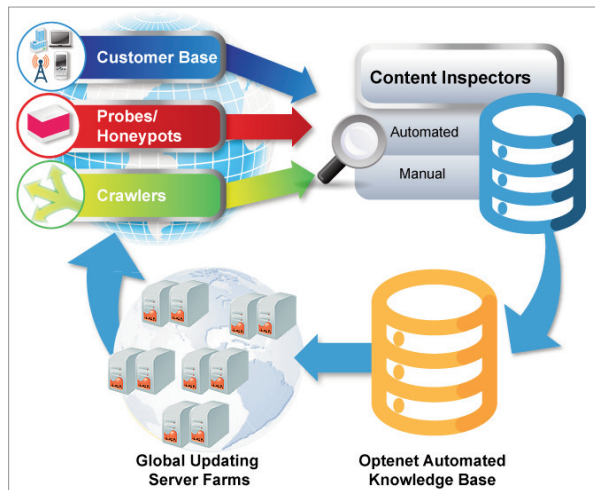 Customer Base
Probes/
Honeypots
Crawlers
Content Inspectors
Automated
Manual
Global Updating
Server Farms
Optenet Automated
Knowledge Base